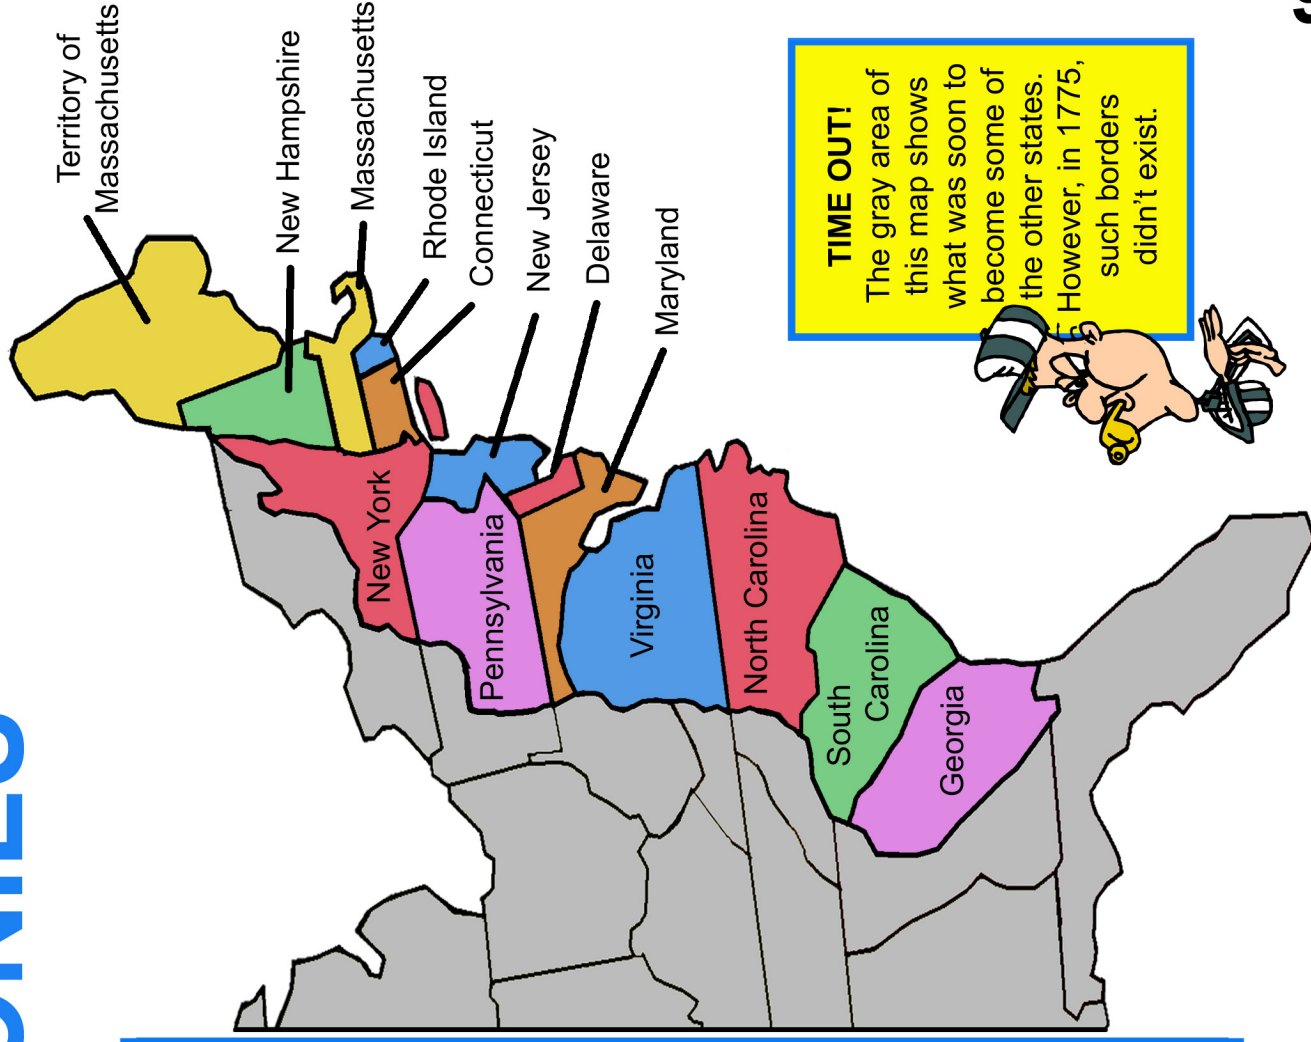 Territory of
Massachusetts
New Hampshire
Massachusetts
Rhode Island
Connecticut
New Jersey
Delaware
Maryland
New York
Pennsylvania
Virginia
North Carolina
South
Carolina
Georgia
TIME OUT!
The gray area of
this map shows
what was soon to
become some of
the other states.
However, in 1775,
such borders
didn't exist.